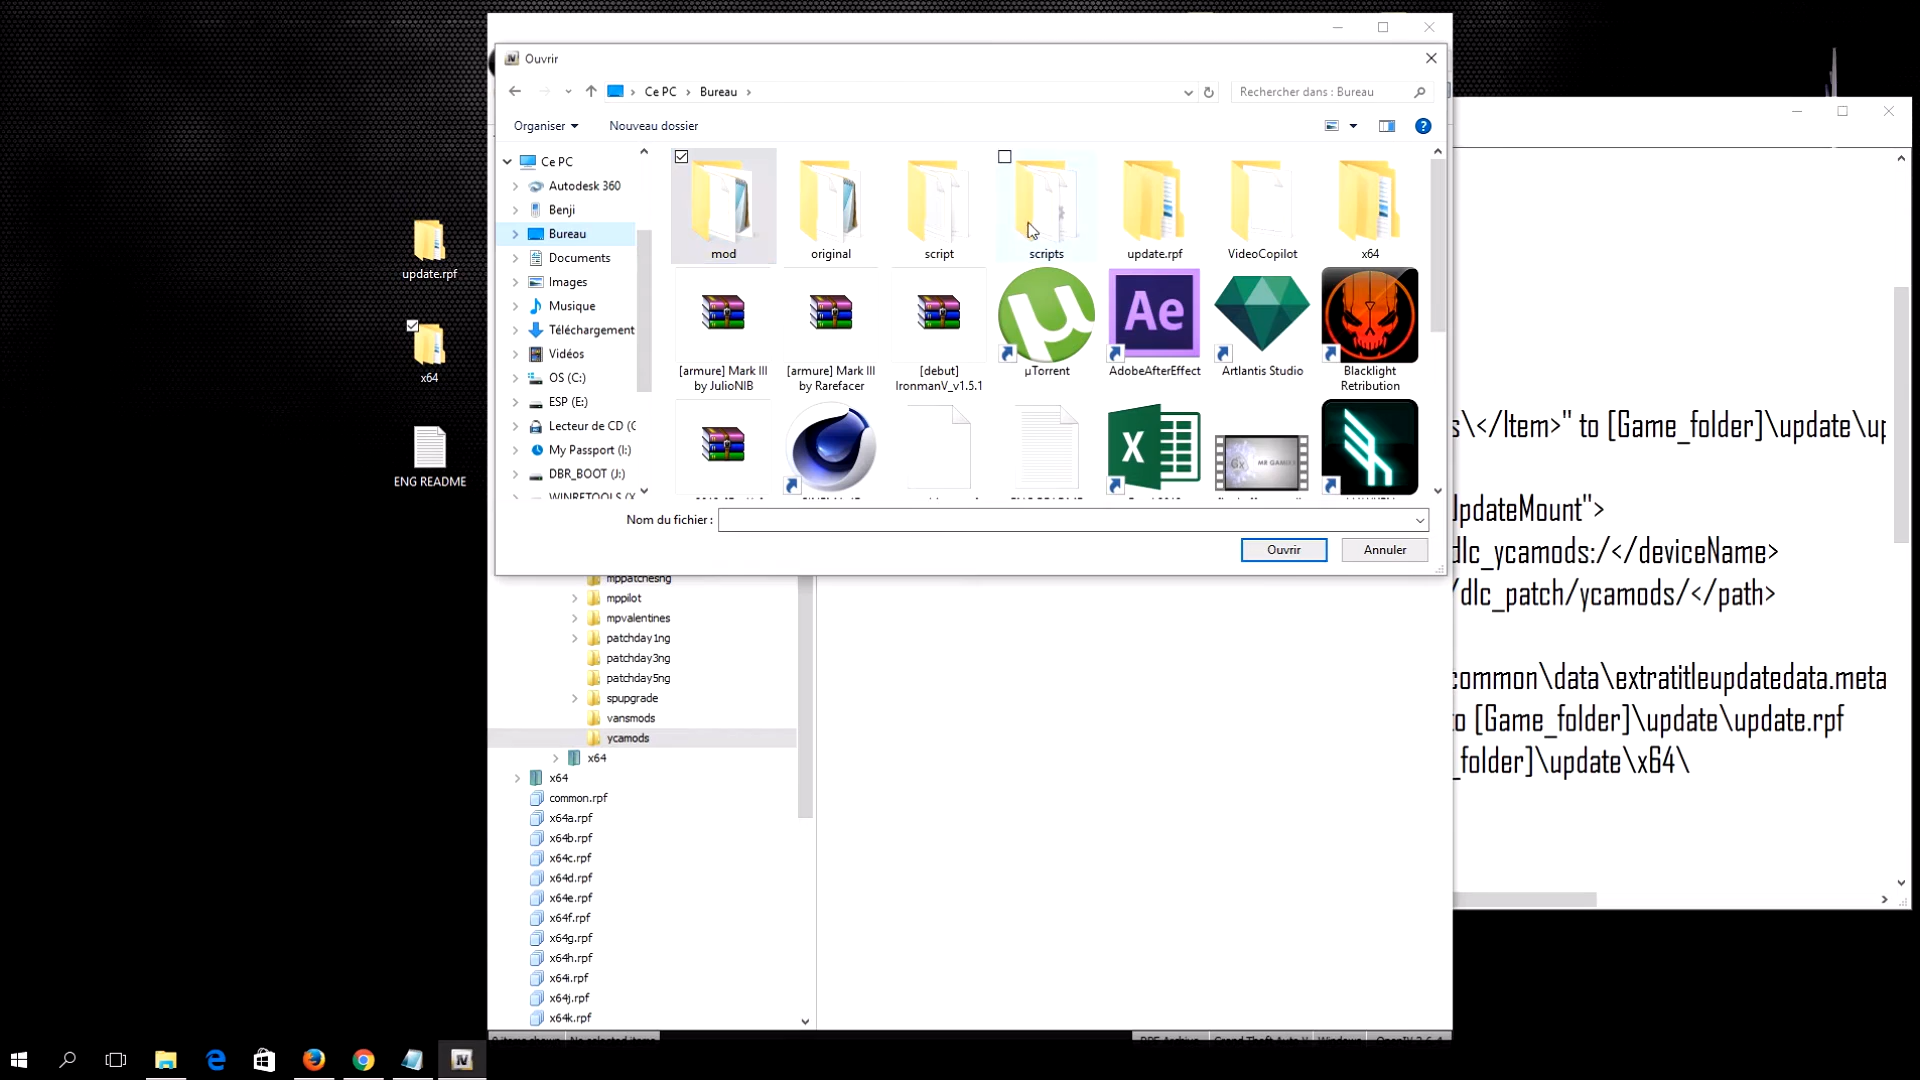 update.rpf
x64
ENG README
Ouvrir
Ce PC
Bureau
Rechercher dans : Bureau
Organiser
Nouveau dossier
Ce PC
Autodesk 360
Benji
Bureau
Documents
Images
Musique
Téléchargement
Vidéos
OS (C:)
ESP (E:)
Lecteur de CD (
My Passport (I:)
DBR_BOOT (J:)
mod
original
script
scripts
update.rpf
VideoCopilot
x64
[armure] Mark III
by JulioNIB
[armure] Mark III
by Rarefacer
[debut]
IronmanV_v1.5.1
µTorrent
AdobeAfterEffect
Artlantis Studio
Blacklight
Retribution
Nom du fichier :
Ouvrir
Annuler
mppatchesng
mppilot
mpvalentines
patchday1ng
patchday3ng
patchday5ng
spupgrade
vansmods
ycamods
x64
x64
common.rpf
x64a.rpf
x64b.rpf
x64c.rpf
x64d.rpf
x64e.rpf
x64f.rpf
x64g.rpf
x64h.rpf
x64i.rpf
x64j.rpf
x64k.rpf
s\</Item>" to [Game_folder]\update\up
UpdateMount">
dlc_ycamods:/</deviceName>
/dlc_patch/ycamods/</path>
common\data\extratitleupdatedata.meta
to [Game_folder]\update\update.rpf
_folder]\update\x64\